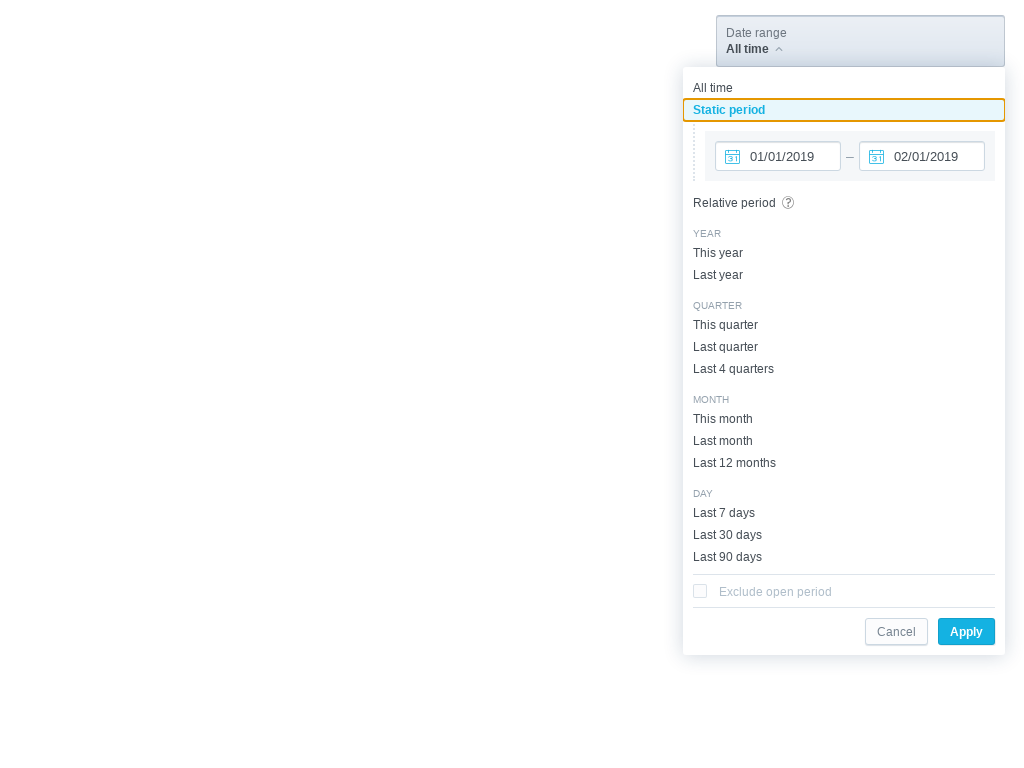 Date range
All time
All time
Static period
31 01/01/2019 – 31 02/01/2019
Relative period ?
YEAR
This year
Last year
QUARTER
This quarter
Last quarter
Last 4 quarters
MONTH
This month
Last month
Last 12 months
DAY
Last 7 days
Last 30 days
Last 90 days
Exclude open period
Cancel Apply